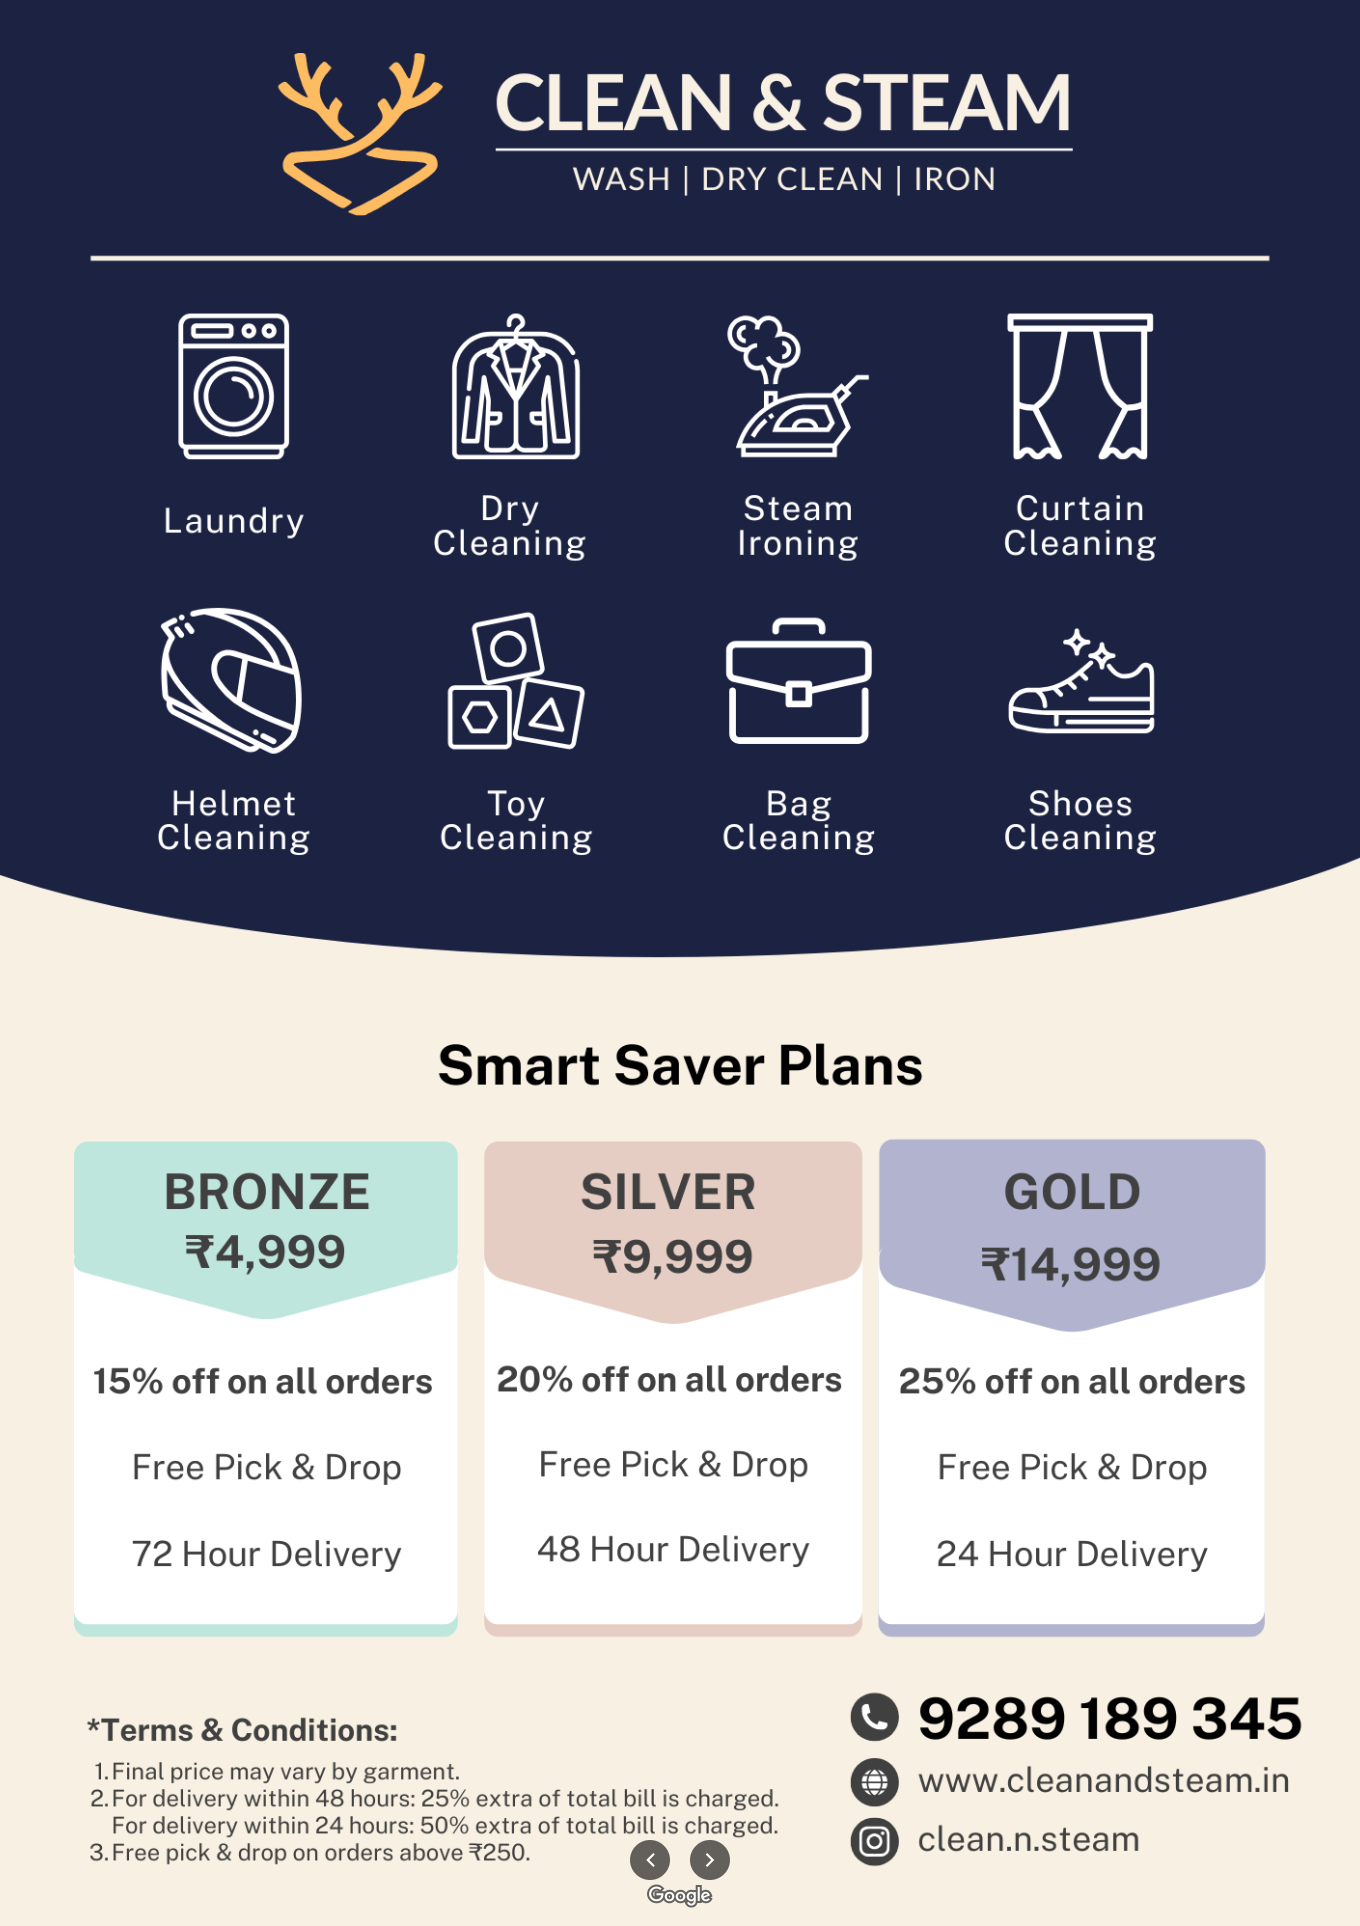 CLEAN & STEAM
WASH | DRY CLEAN | IRON
Laundry
Dry
Cleaning
Steam
Ironing
Curtain
Cleaning
Helmet
Cleaning
Toy
Cleaning
Bag
Cleaning
Shoes
Cleaning
Smart Saver Plans
BRONZE
₹4,999
15% off on all orders
Free Pick & Drop
72 Hour Delivery
SILVER
₹9,999
20% off on all orders
Free Pick & Drop
48 Hour Delivery
GOLD
₹14,999
25% off on all orders
Free Pick & Drop
24 Hour Delivery
*Terms & Conditions:
1. Final price may vary by garment.
2. For delivery within 48 hours: 25% extra of total bill is charged.
For delivery within 24 hours: 50% extra of total bill is charged.
3. Free pick & drop on orders above ₹250.
9289 189 345
www.cleanandsteam.in
clean.n.steam
Google